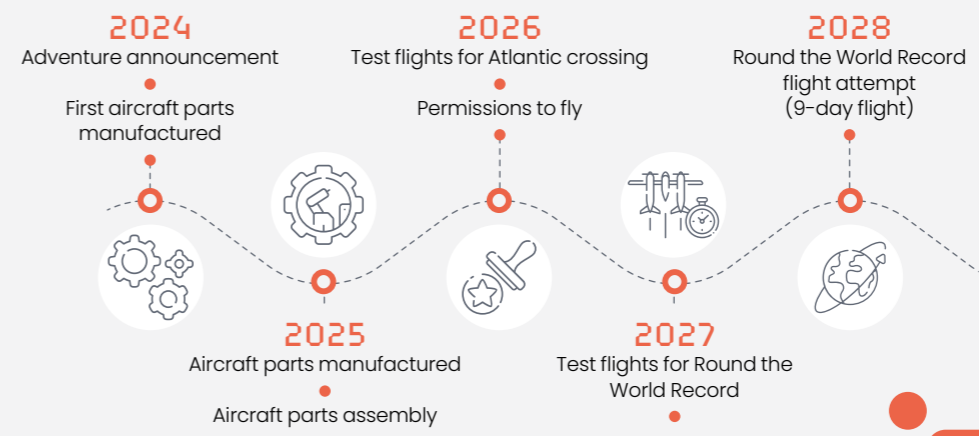 2024
Adventure announcement
First aircraft parts
manufactured
2025
Aircraft parts manufactured
Aircraft parts assembly
2026
Test flights for Atlantic crossing
Permissions to fly
2027
Test flights for Round the
World Record
2028
Round the World Record
flight attempt
(9-day flight)